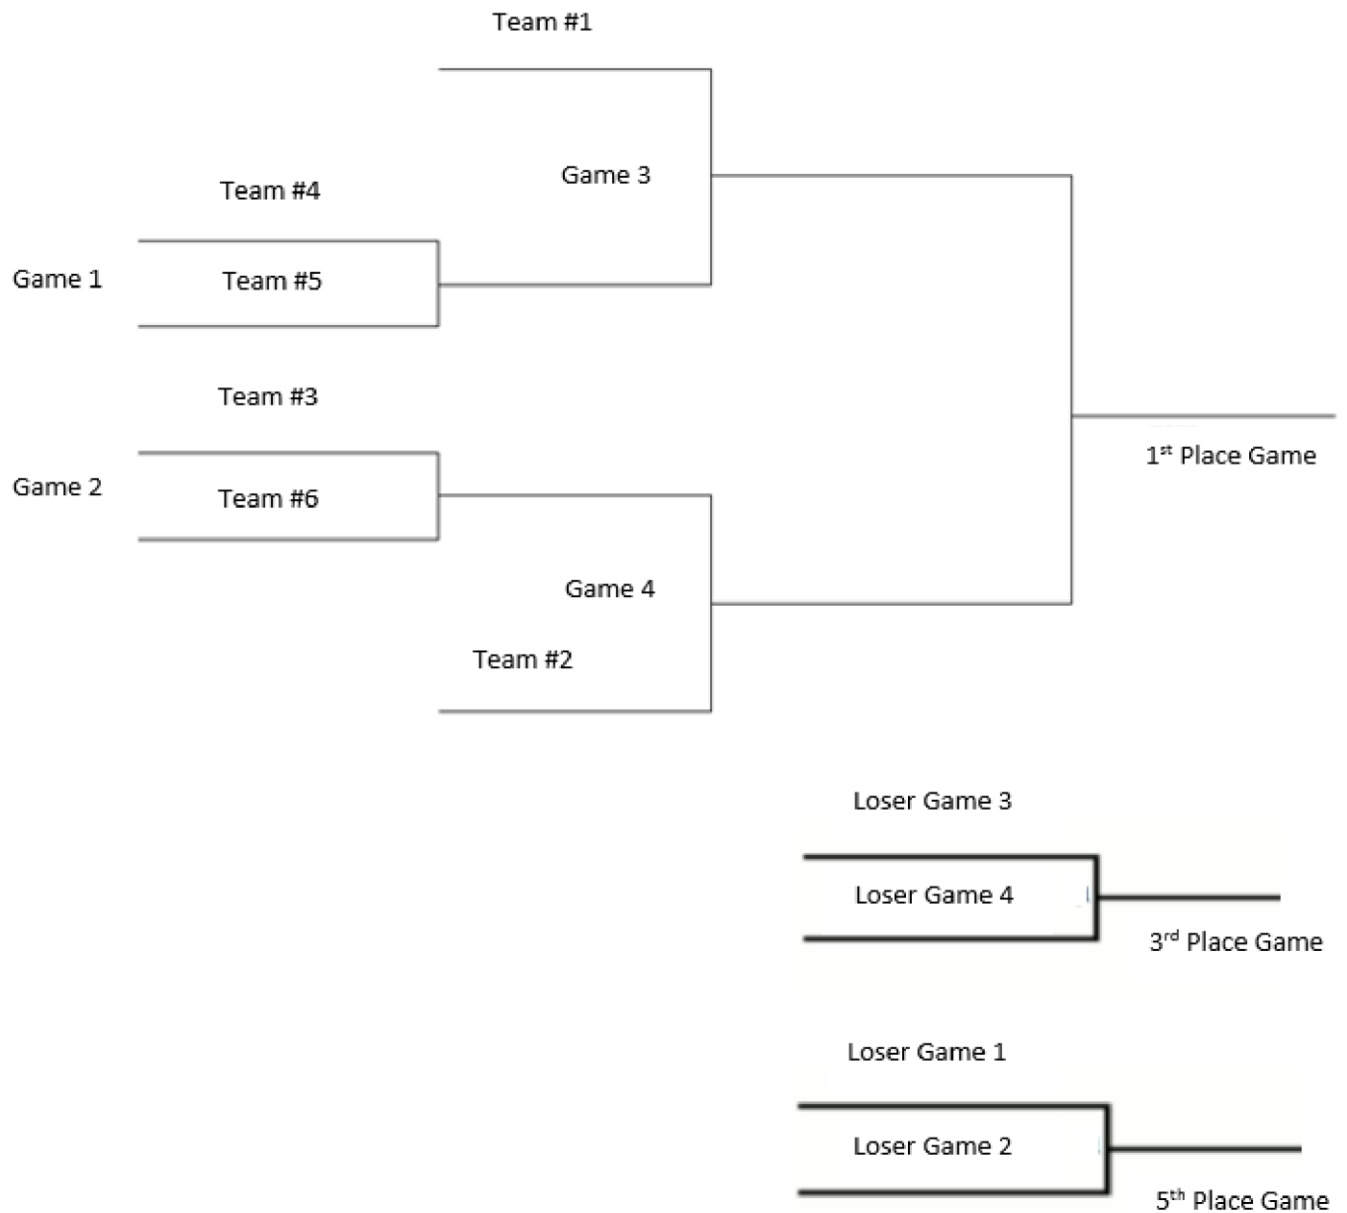 Team #1
Game 3
Team #4
Game 1
Team #5
Team #3
1st Place Game
Game 2
Team #6
Game 4
Team #2
Loser Game 3
Loser Game 4
3rd Place Game
Loser Game 1
Loser Game 2
5th Place Game